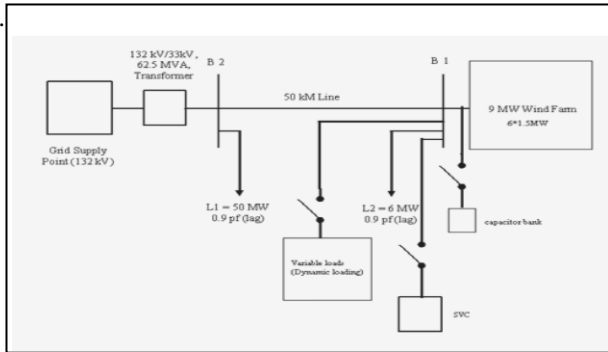 132 kV/33kV,
62.5 MVA,
Transformer
B 2
B 1
50 kM Line
9 MW Wind Farm
6*1.5MW
Grid Supply
Point (132 kV)
L1 = 50 MW
0.9 pf (lag)
L2 = 6 MW
0.9 pf (lag)
capacitor bank
Variable loads
(Dynamic loading)
SVC